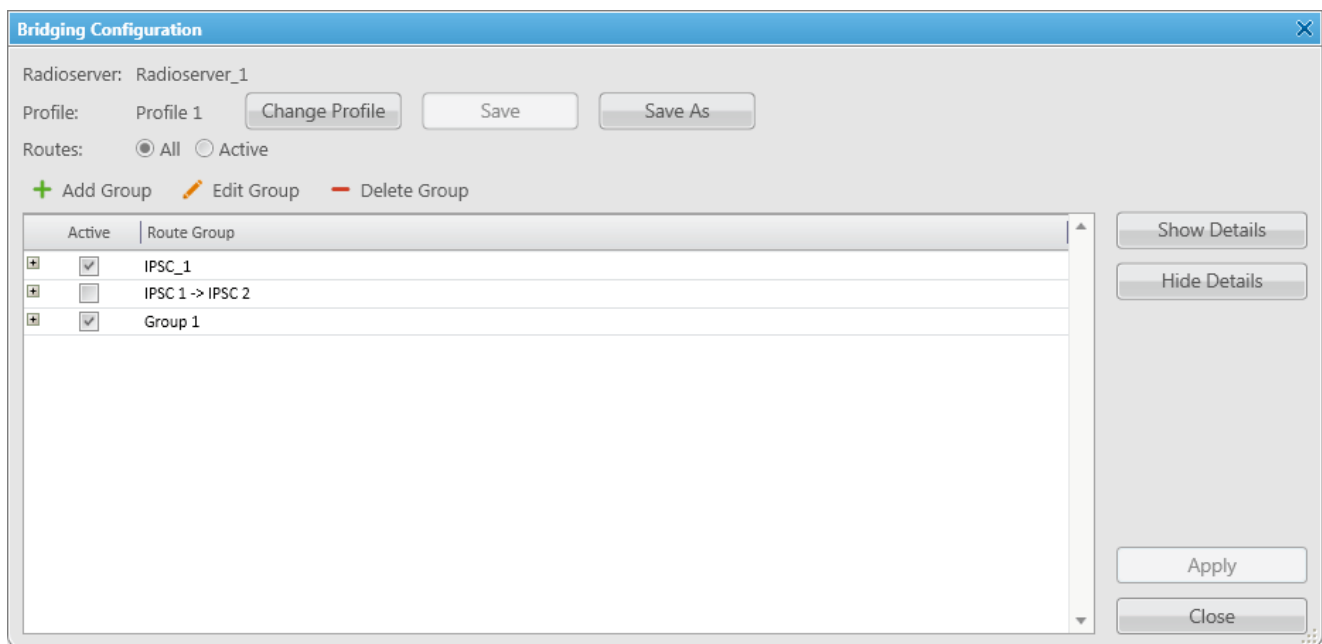 Bridging Configuration
Radioserver: Radioserver_1
Profile: Profile 1 Change Profile Save Save As
Routes: All Active
Add Group Edit Group Delete Group
Active Route Group
IPSC_1
IPSC 1 -> IPSC 2
Group 1
Show Details
Hide Details
Apply
Close